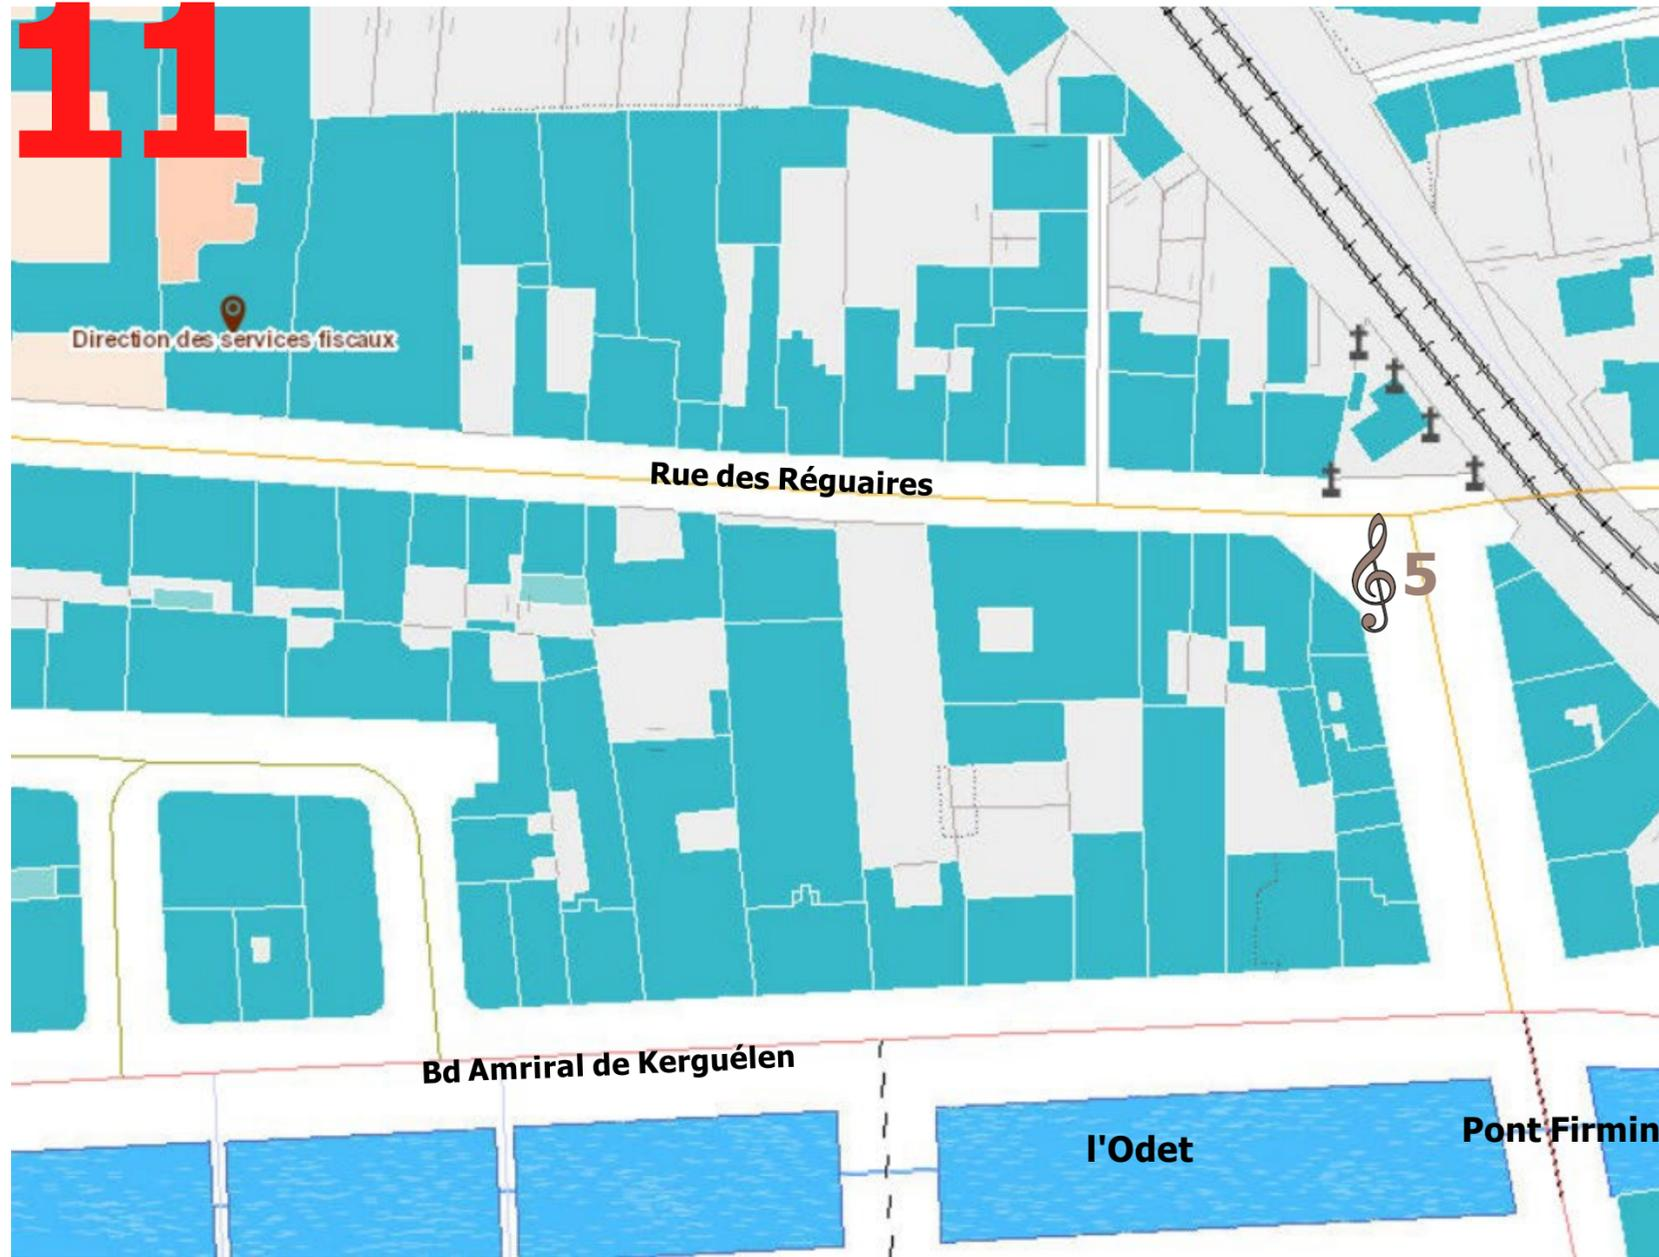 11
Direction des services fiscaux
Rue des Réguaires
5
Bd Amriral de Kerguélen
l'Odet
Pont Firmin